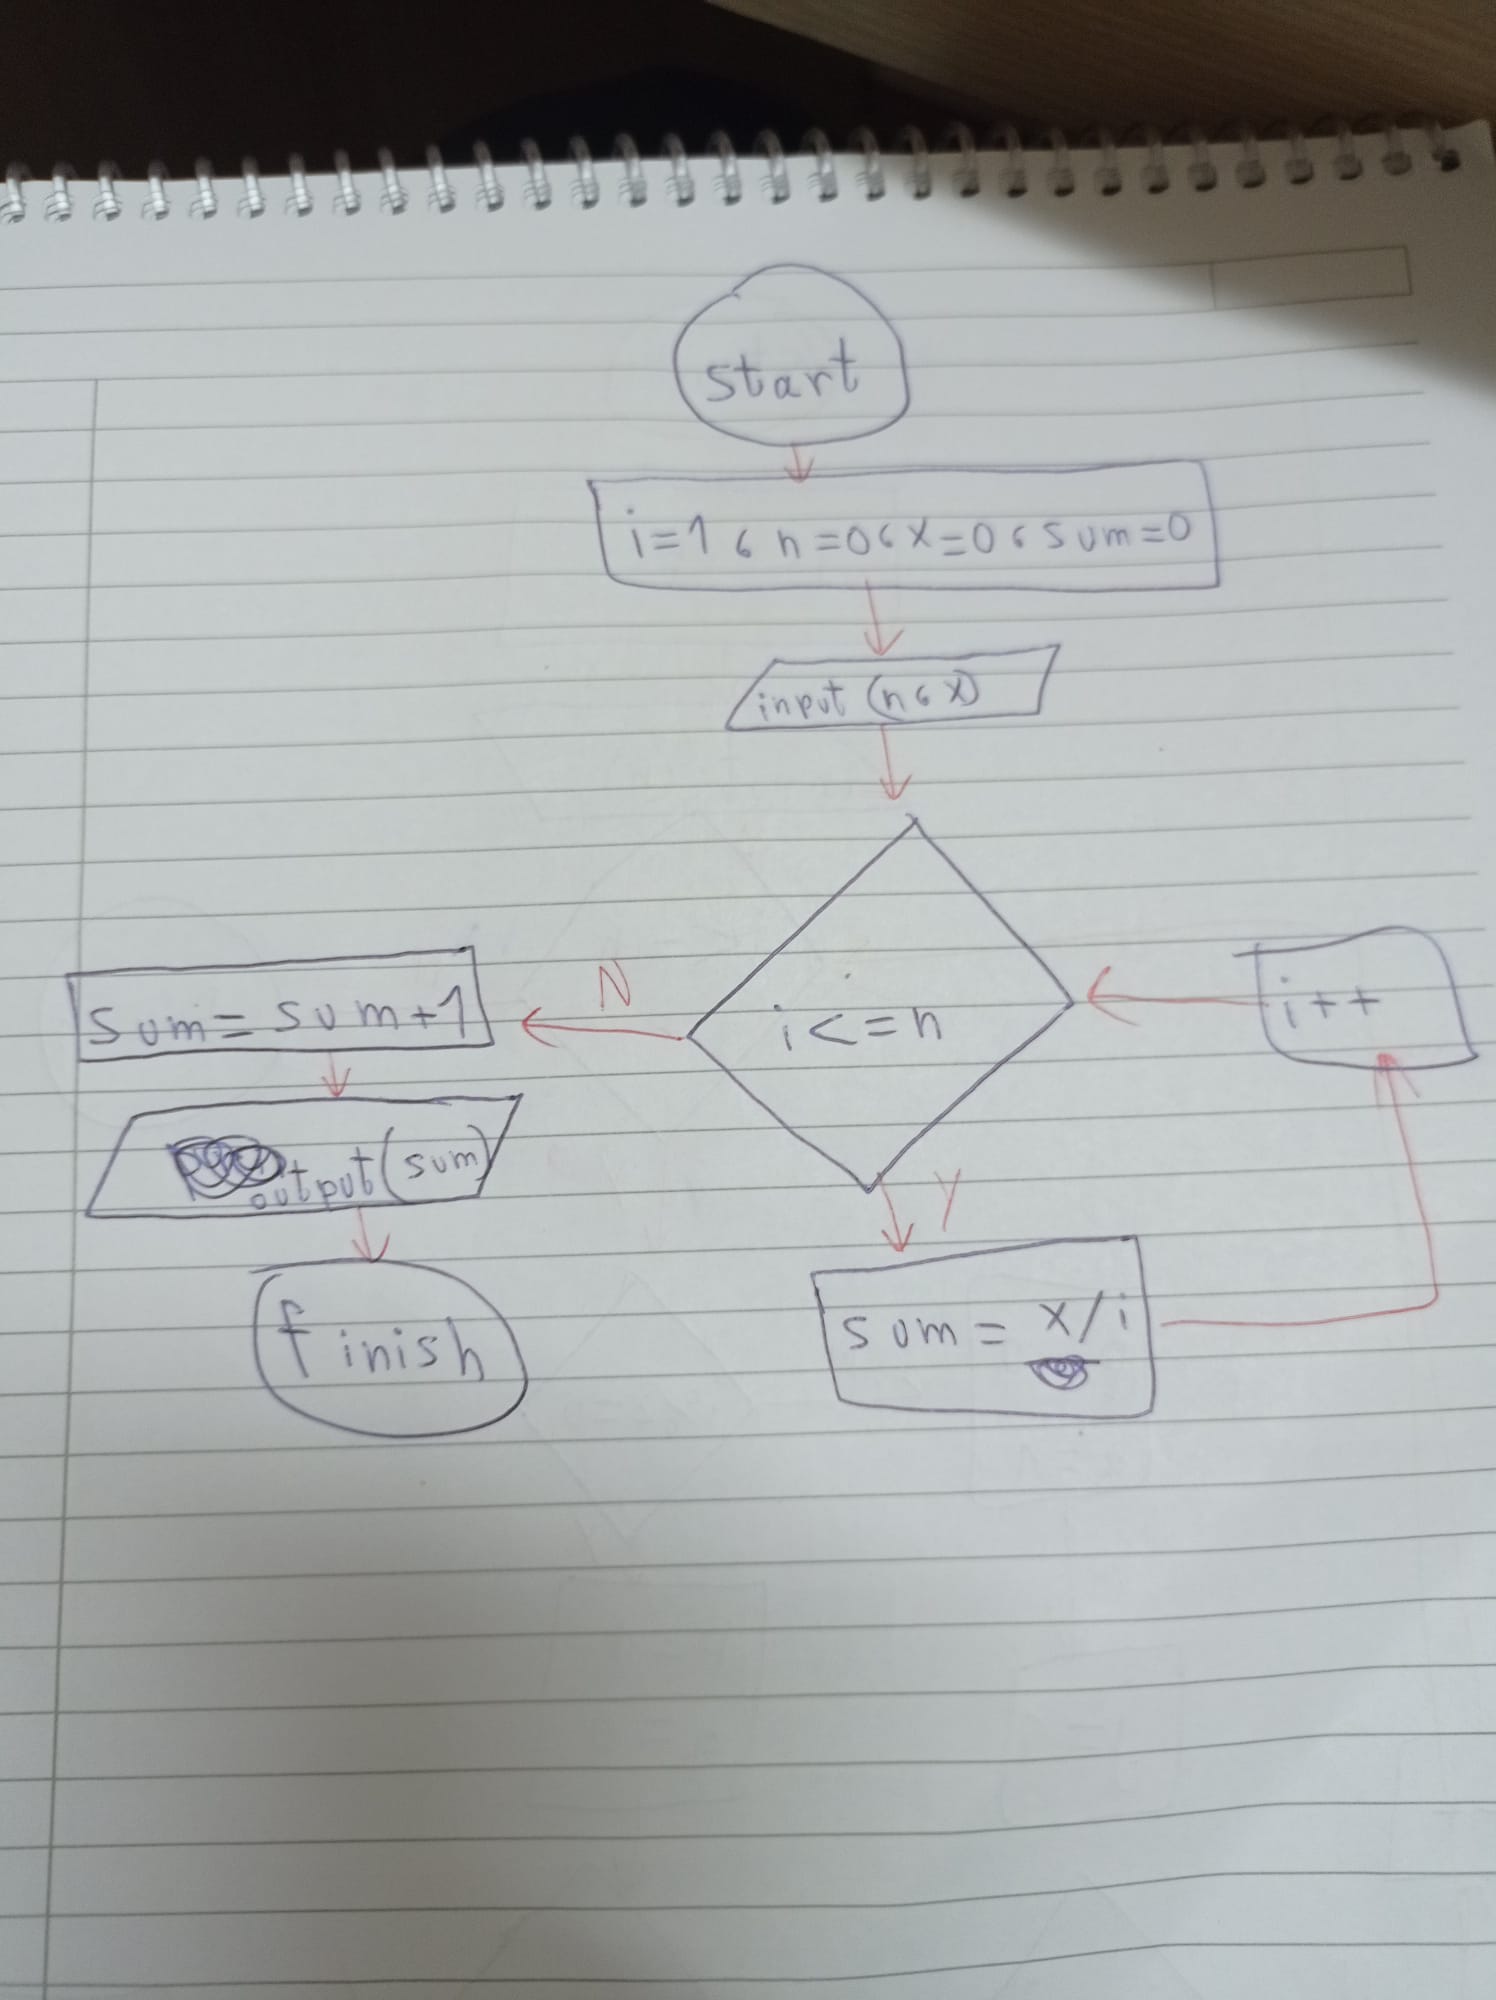 start
i=1 ، n=0 ، x=0 ، sum=0
input (n ، x)
i<=n
N
i++
sum=sum+1
output(sum)
Y
finish
sum = x/i